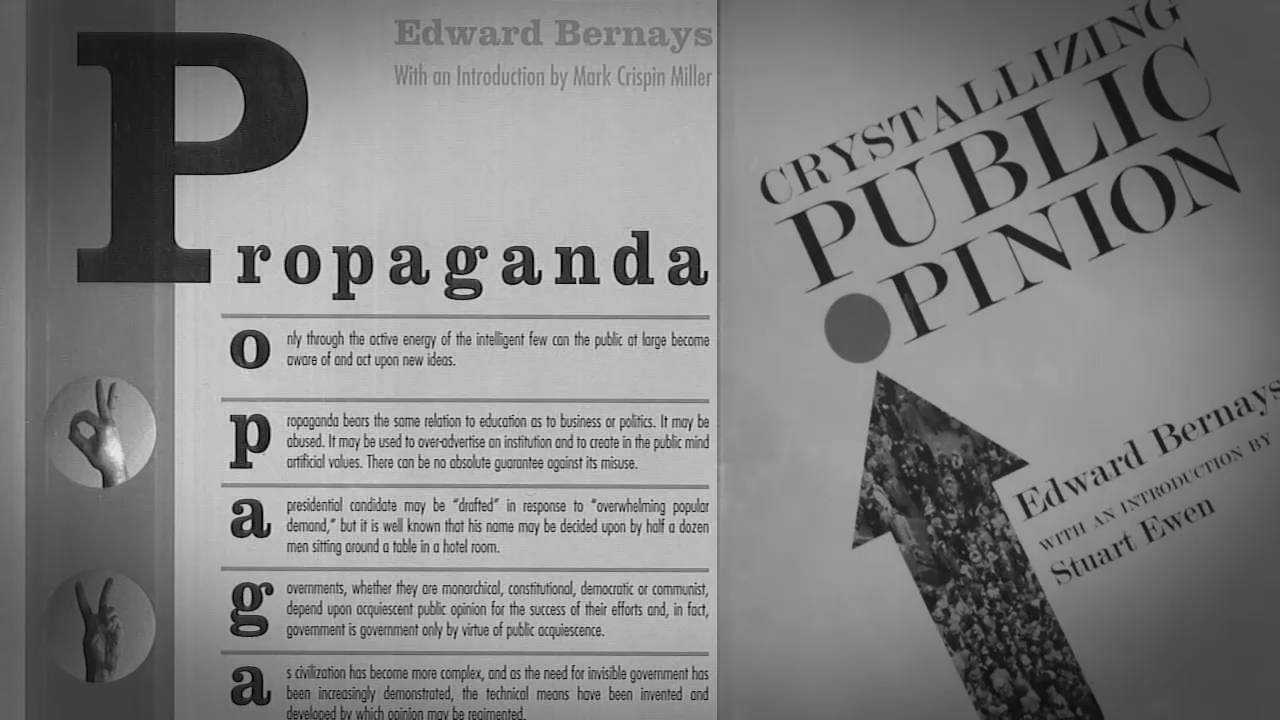 Edward Bernays
With an Introduction by Mark Crispin Miller
Propaganda
only through the active energy of the intelligent few can the public at large become
aware of and act upon new ideas.
propaganda bears the same relation to education as to business or politics. It may be
abused. It may be used to over-advertise an institution and to create in the public mind
artificial values. There can be no absolute guarantee against its misuse.
a presidential candidate may be "drafted" in response to "overwhelming popular
demand," but it is well known that his name may be decided upon by half a dozen
men sitting around a table in a hotel room.
governments, whether they are monarchical, constitutional, democratic or communist,
depend upon acquiescent public opinion for the success of their efforts and, in fact,
government is government only by virtue of public acquiescence.
as civilization has become more complex, and as the need for invisible government has
been increasingly demonstrated, the technical means have been invented and
developed by which opinion may be regimented.
CRYSTALLIZING
PUBLIC
OPINION
Edward Bernays
WITH AN INTRODUCTION BY
Stuart Ewen